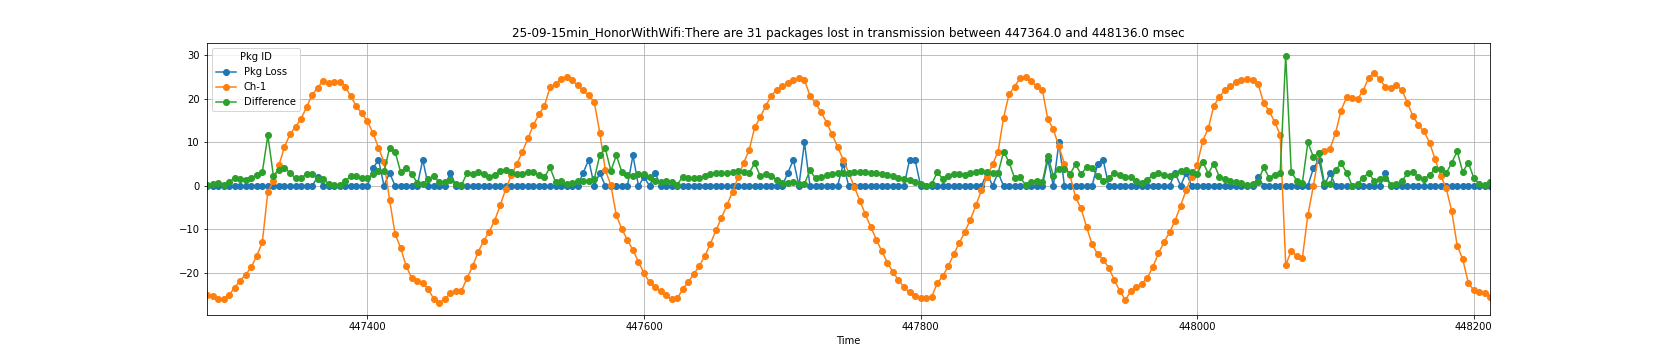 25-09-15min_HonorWithWifi:There are 31 packages lost in transmission between 447364.0 and 448136.0 msec
30
20
10
0
−10
−20
Pkg ID
Pkg Loss
Ch-1
Difference
447400 447600 447800 448000 448200
Time